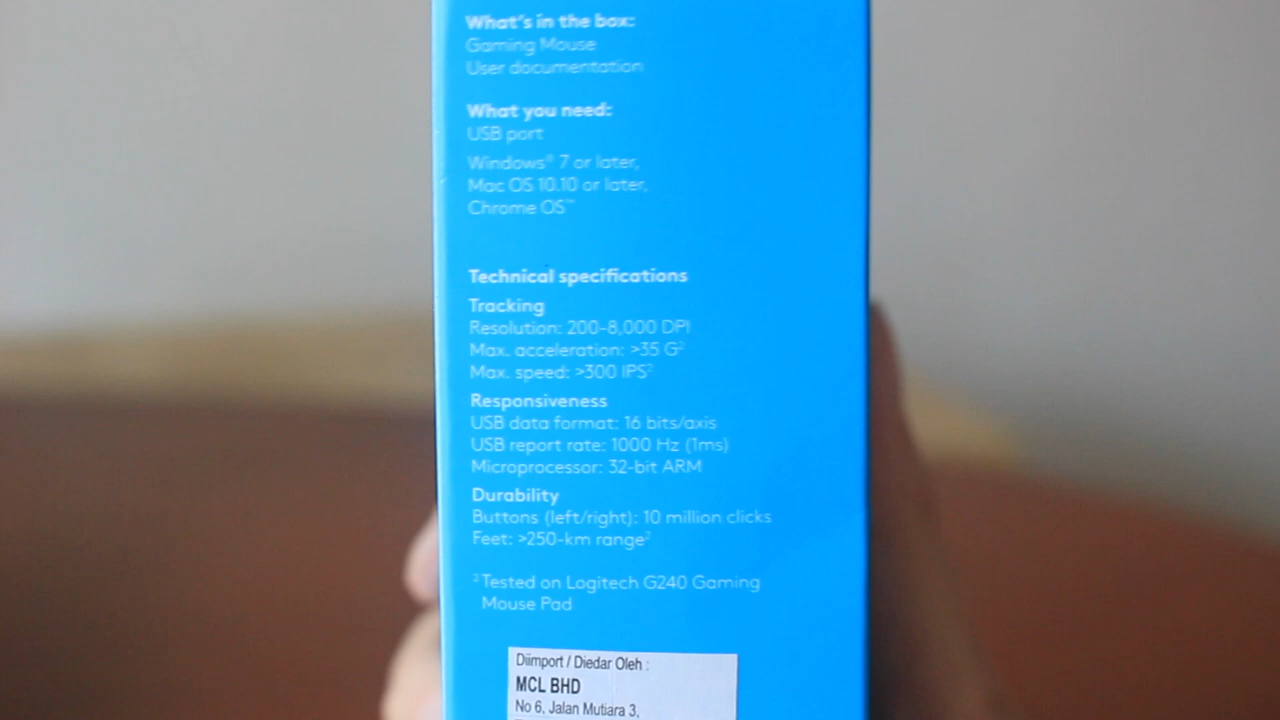 What's in the box:
Gaming Mouse
User documentation
What you need:
USB port
Windows® 7 or later,
Mac OS 10.10 or later,
Chrome OS™
Technical specifications
Tracking
Resolution: 200-8,000 DPI
Max. acceleration: >35 G²
Max. speed: >300 IPS²
Responsiveness
USB data format: 16 bits/axis
USB report rate: 1000 Hz (1ms)
Microprocessor: 32-bit ARM
Durability
Buttons (left/right): 10 million clicks
Feet: >250-km range²
² Tested on Logitech G240 Gaming
Mouse Pad
Diimport / Diedar Oleh :
MCL BHD
No 6, Jalan Mutiara 3,